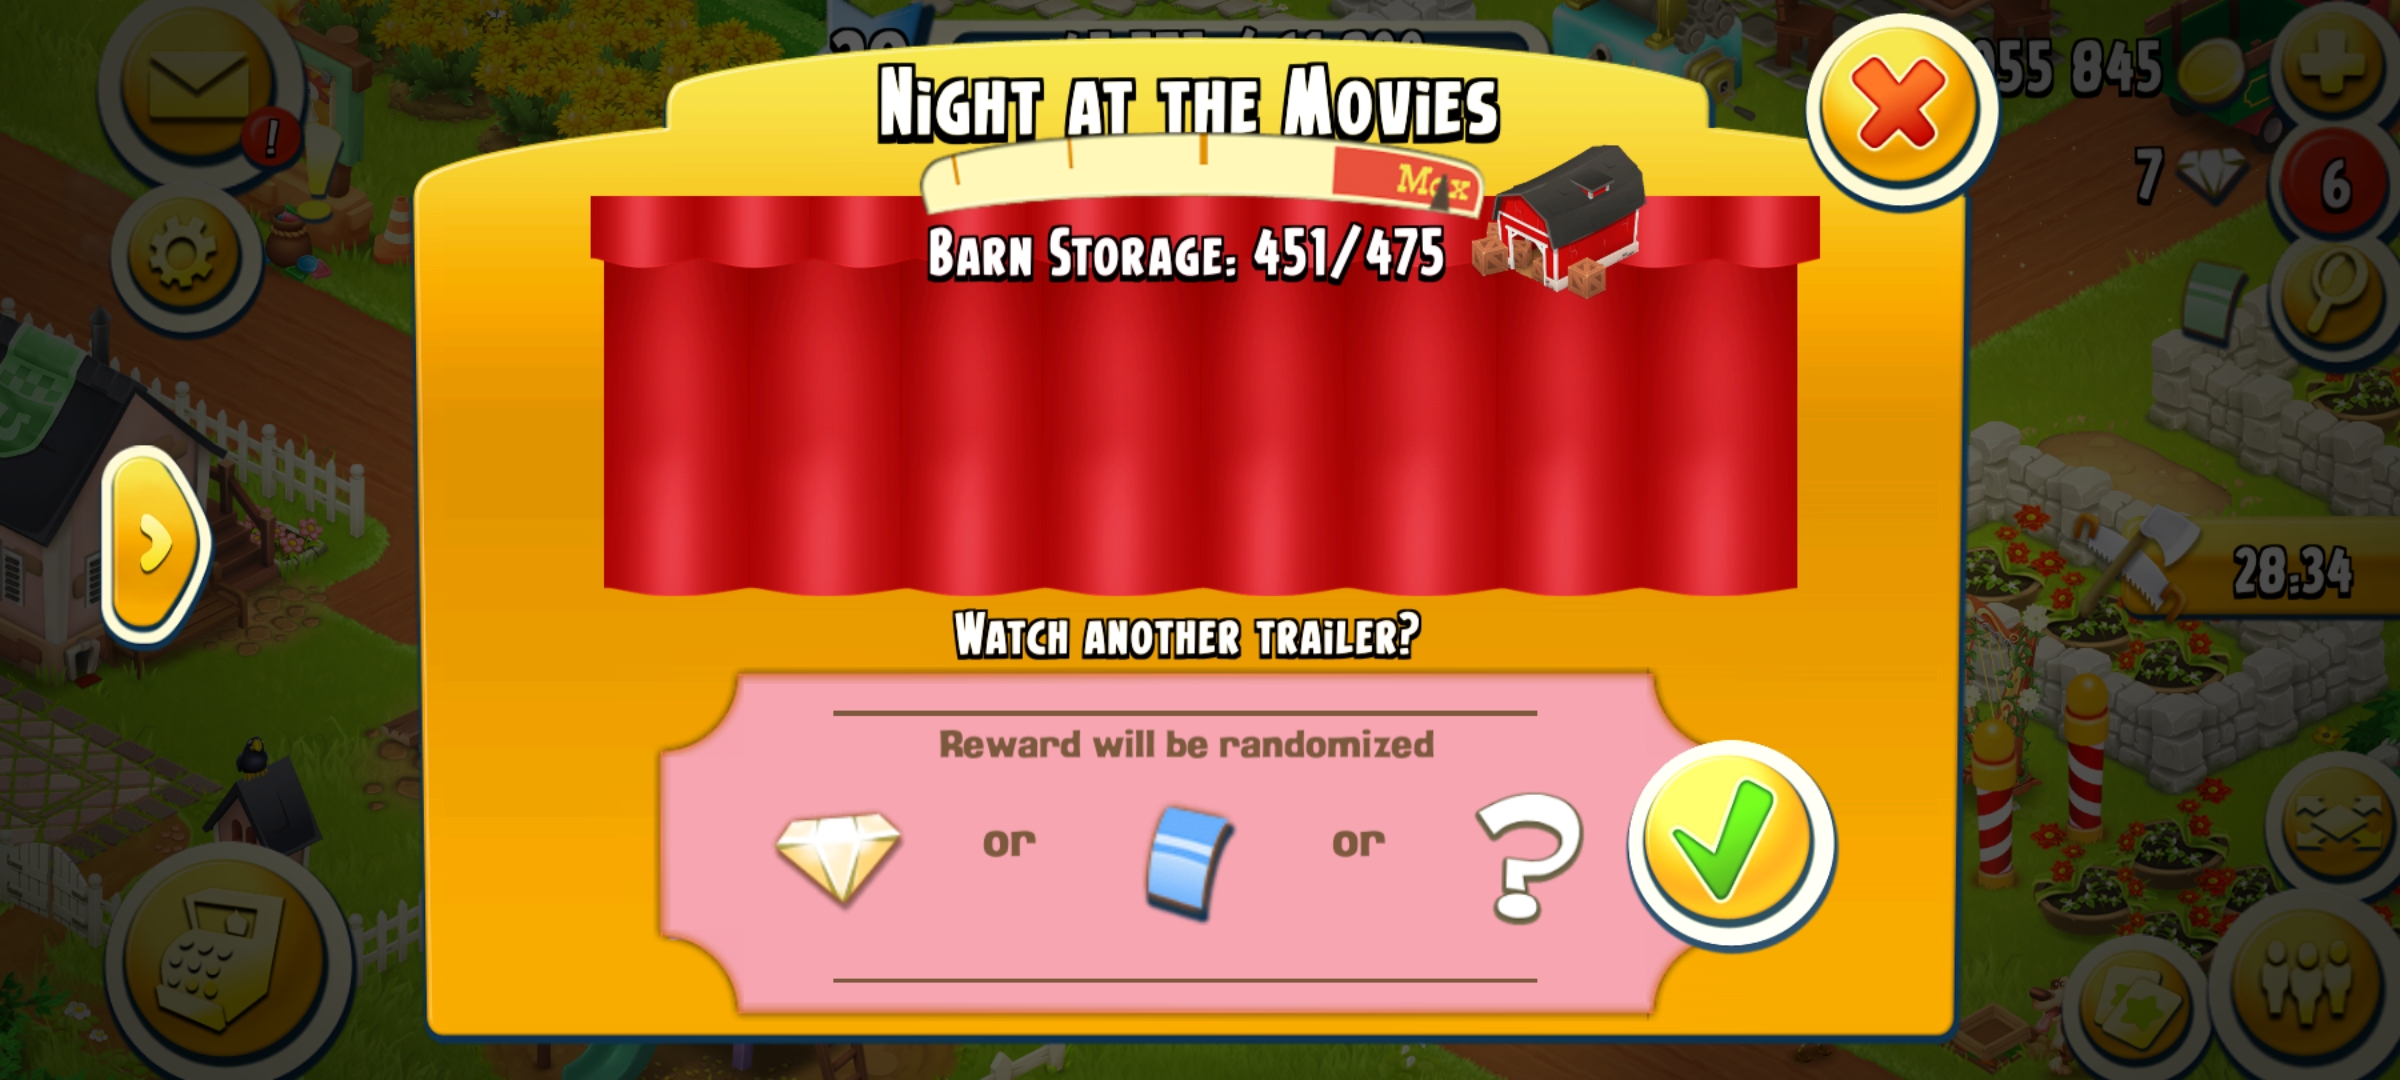 Night at the Movies
Max
Barn Storage: 451/475
55 845
7
6
!
28:34
Watch another trailer?
Reward will be randomized
or
or
?